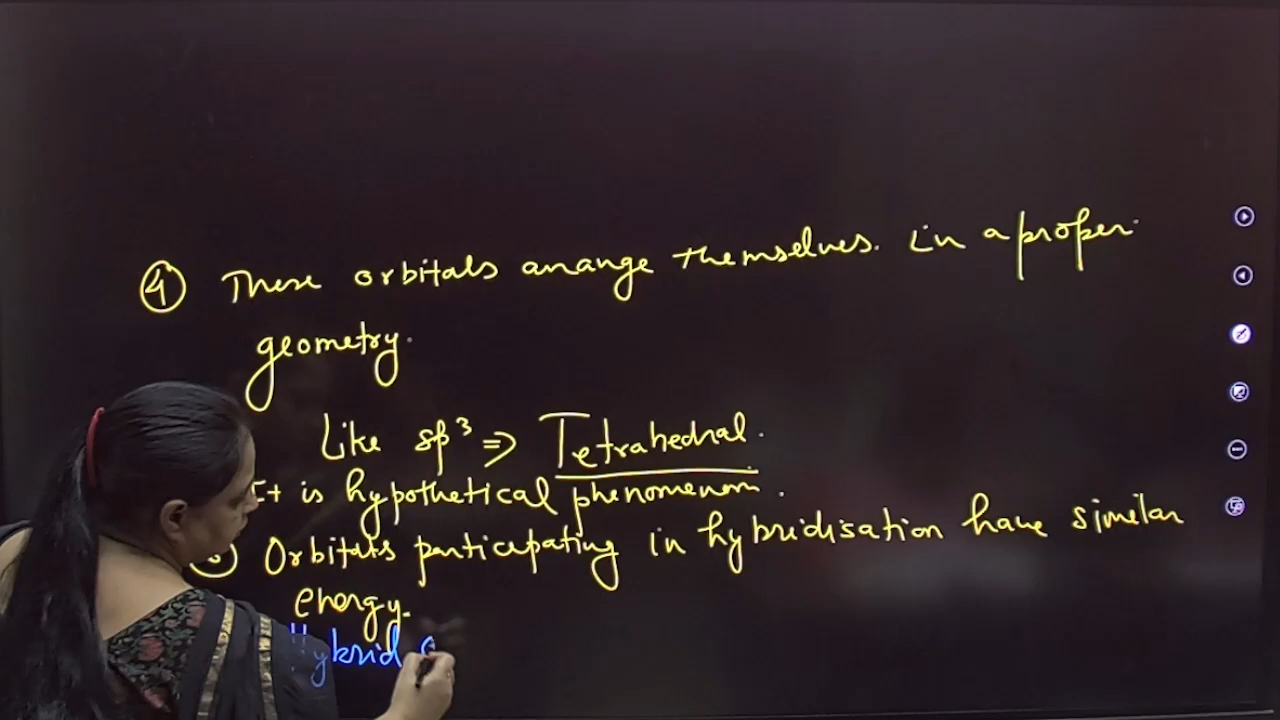 ④ These orbitals arrange themselves. in a proper.
geometry.
Like sp³ ⇒ Tetrahedral.
It is hypothetical phenomenon.
Orbitals participating in hybridisation have similar
energy.
Hybrid